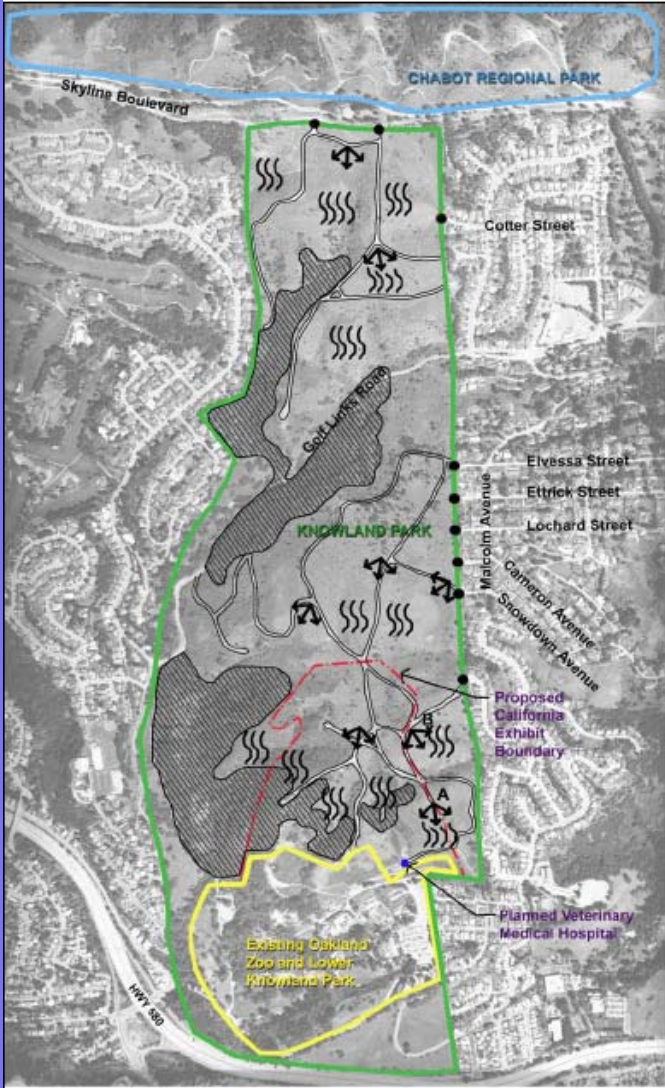 CHABOT REGIONAL PARK
Skyline Boulevard
Cotter Street
Golf Links Road
Elvessa Street
Ettrick Street
KNOWLAND PARK
Lochard Street
Malcolm Avenue
Cameron Avenue
Snowdown Avenue
Proposed
California
Exhibit
Boundary
B
A
Planned Veterinary
Medical Hospital
Existing Oakland
Zoo and Lower
Knowland Park
HWY 580